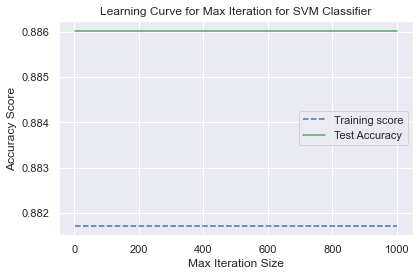 Learning Curve for Max Iteration for SVM Classifier
Accuracy Score
0.886
0.885
0.884
0.883
0.882
Training score
Test Accuracy
0 200 400 600 800 1000
Max Iteration Size